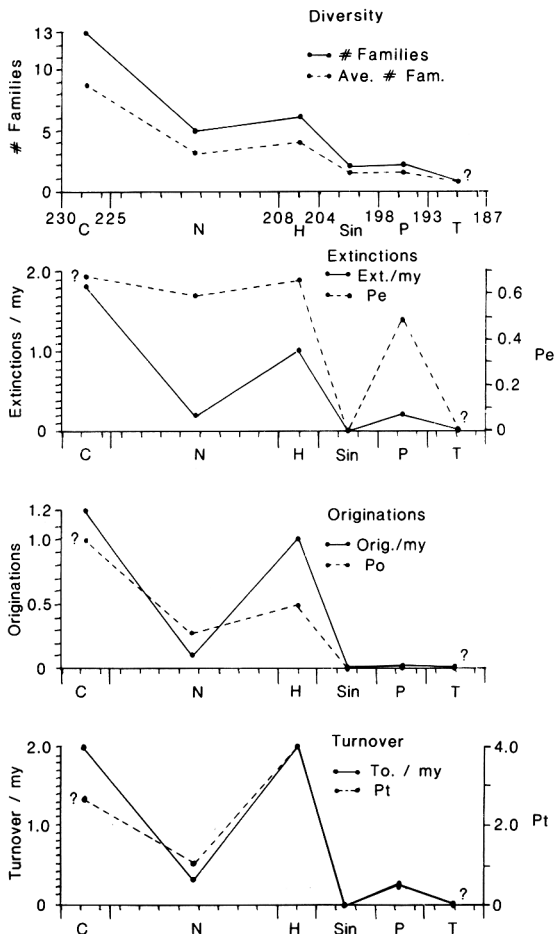 Diversity
# Families
Ave. # Fam.
# Families
13
10
5
0
?
230 225 208 204 198 193 187
C N H Sin P T
Extinctions
Ext./my
Pe
Extinctions / my
2.0
1.0
0
?
?
0.6
0.4
0.2
0
Pe
C N H Sin P T
Originations
Orig./my
Po
Originations
1.2
1.0
0.5
0
?
?
C N H Sin P T
Turnover
To. / my
Pt
Turnover / my
2.0
1.0
0
?
?
4.0
2.0
0
Pt
C N H Sin P T